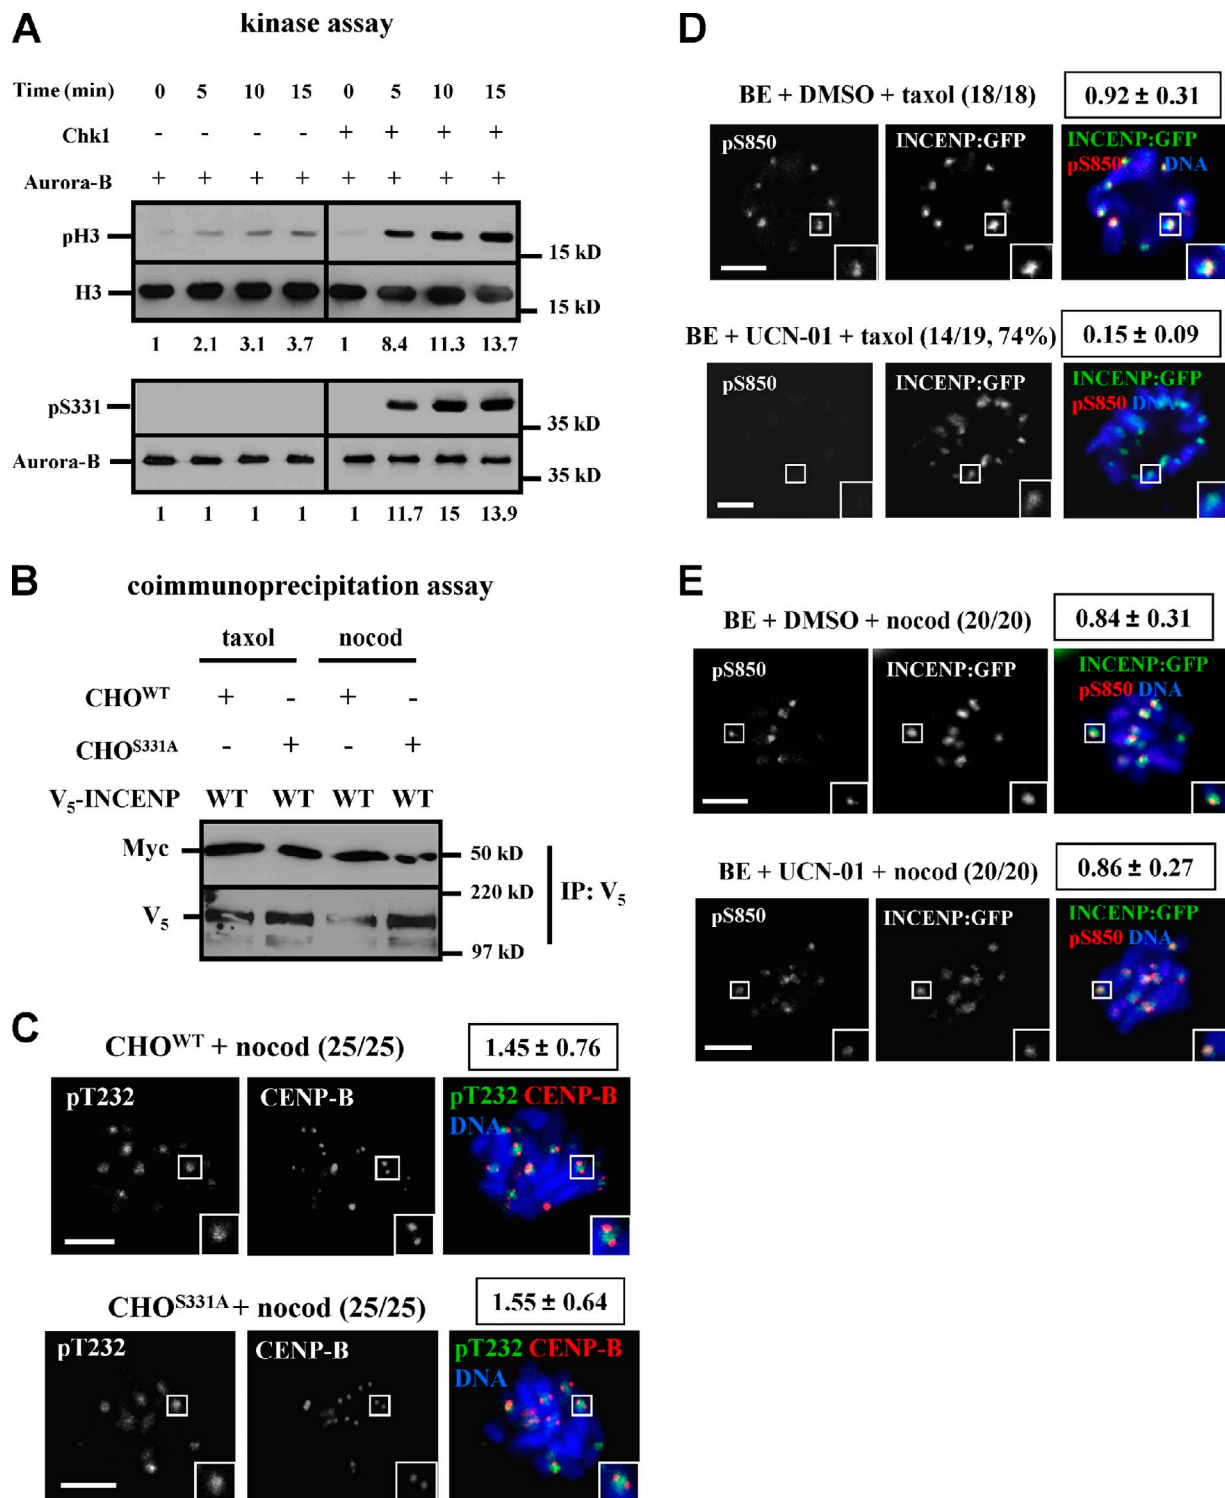 A
kinase assay
Time (min) 0 5 10 15 0 5 10 15
Chk1 - - - - + + + +
Aurora-B + + + + + + + +
pH3
15 kD
H3
15 kD
1 2.1 3.1 3.7 1 8.4 11.3 13.7
pS331
35 kD
Aurora-B
35 kD
1 1 1 1 1 11.7 15 13.9
B
coimmunoprecipitation assay
taxol nocod
CHOWT + - + -
CHOS331A - + - +
V5-INCENP WT WT WT WT
Myc
50 kD
220 kD
IP: V5
V5
97 kD
C
CHOWT + nocod (25/25) 1.45 ± 0.76
pT232 CENP-B pT232 CENP-B
DNA
CHOS331A + nocod (25/25) 1.55 ± 0.64
pT232 CENP-B pT232 CENP-B
DNA
D
BE + DMSO + taxol (18/18) 0.92 ± 0.31
pS850 INCENP:GFP INCENP:GFP
pS850 DNA
BE + UCN-01 + taxol (14/19, 74%) 0.15 ± 0.09
pS850 INCENP:GFP INCENP:GFP
pS850 DNA
E
BE + DMSO + nocod (20/20) 0.84 ± 0.31
pS850 INCENP:GFP INCENP:GFP
pS850 DNA
BE + UCN-01 + nocod (20/20) 0.86 ± 0.27
pS850 INCENP:GFP INCENP:GFP
pS850 DNA